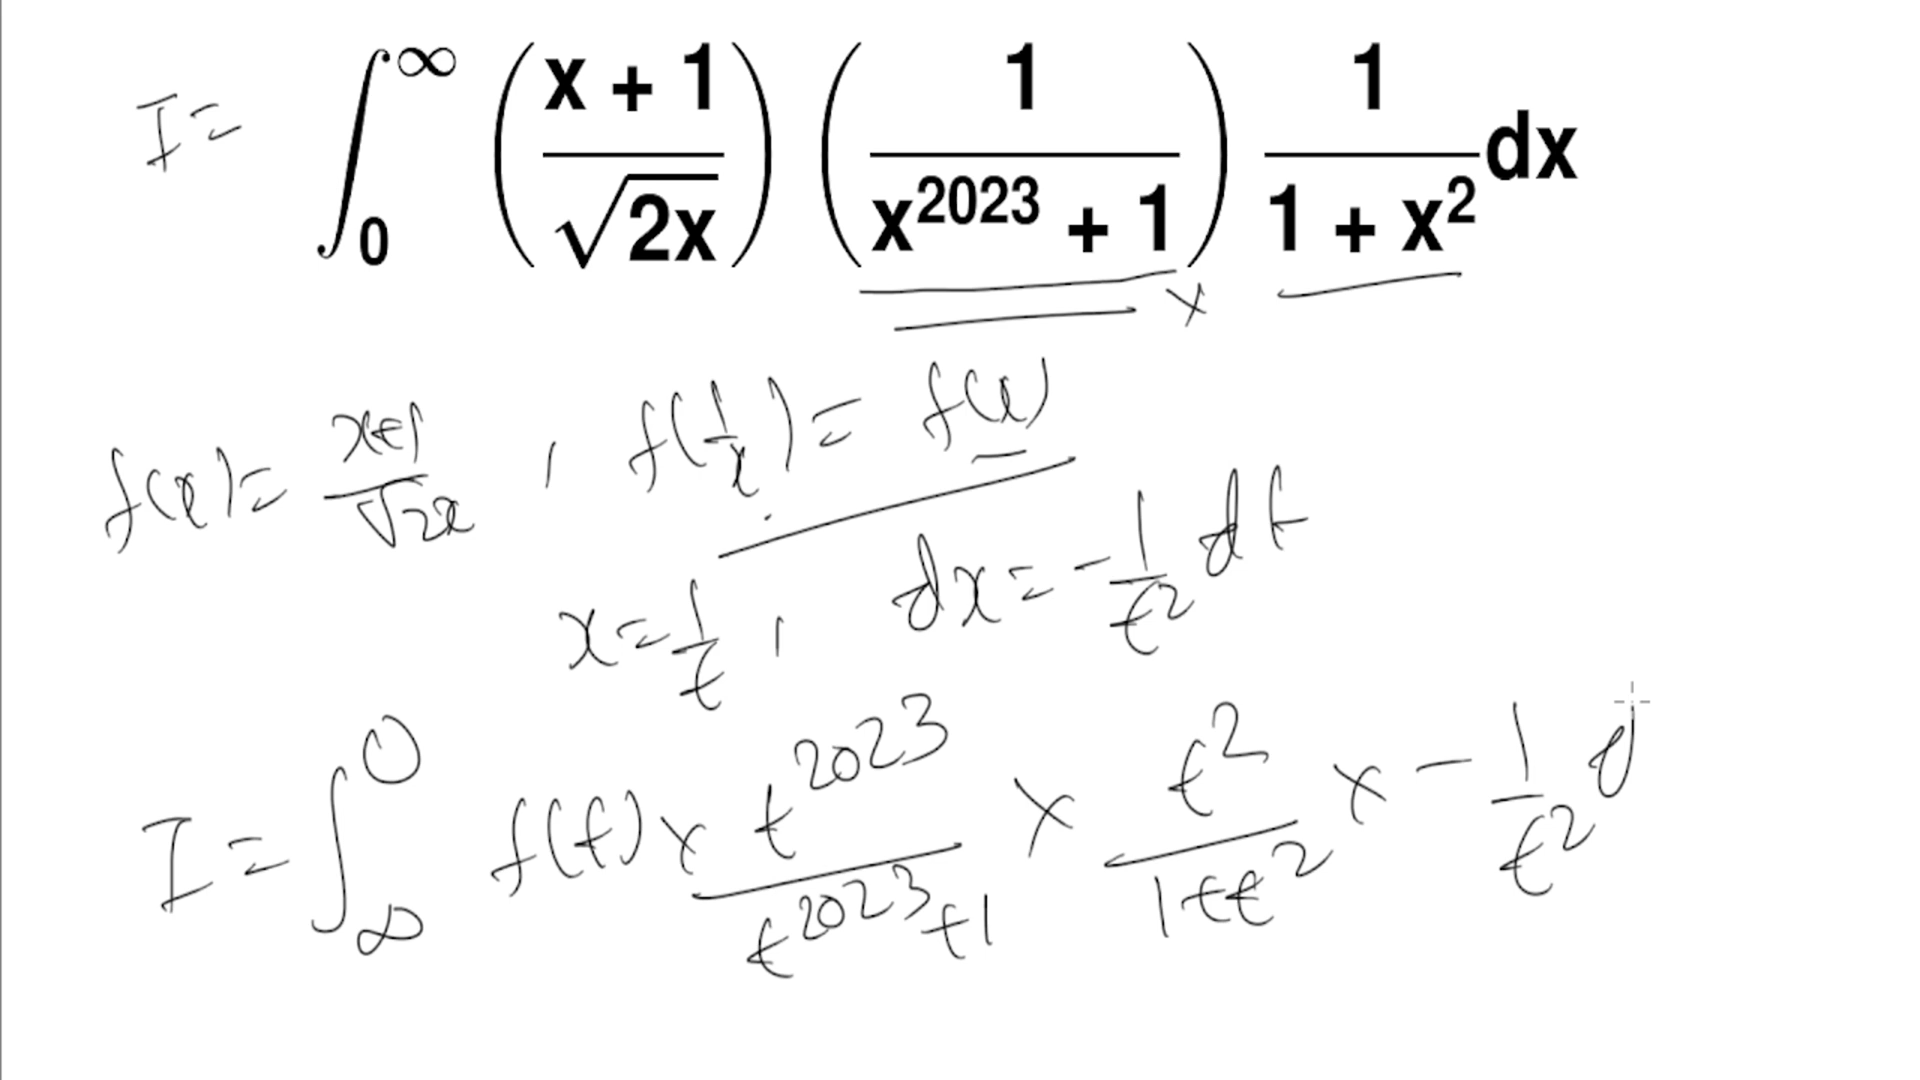 I = ∫₀^∞ ((x + 1)/√(2x)) (1/(x²⁰²³ + 1)) 1/(1 + x²) dx
x
f(x) = (x+1)/√(2x) , f(1/x) = f(x)
x = 1/t , dx = -1/t² dt
I = ∫_∞^0 f(t) x t²⁰²³/(t²⁰²³+1) x t²/(1+t²) x -1/t² d